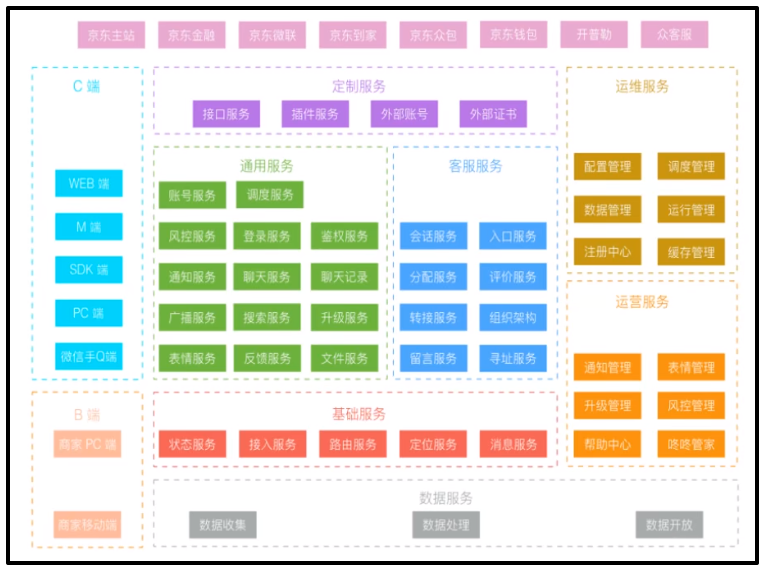 京东主站 京东金融 京东微联 京东到家 京东众包 京东钱包 开普勒 众客服
C 端
WEB 端
M 端
SDK 端
PC 端
微信手Q端
B 端
商家 PC 端
商家移动端
定制服务
接口服务 插件服务 外部账号 外部证书
通用服务
账号服务 调度服务
风控服务 登录服务 鉴权服务
通知服务 聊天服务 聊天记录
广播服务 搜索服务 升级服务
表情服务 反馈服务 文件服务
客服服务
会话服务 入口服务
分配服务 评价服务
转接服务 组织架构
留言服务 寻址服务
基础服务
状态服务 接入服务 路由服务 定位服务 消息服务
运维服务
配置管理 调度管理
数据管理 运行管理
注册中心 缓存管理
运营服务
通知管理 表情管理
升级管理 风控管理
帮助中心 咚咚管家
数据服务
数据收集 数据处理 数据开放